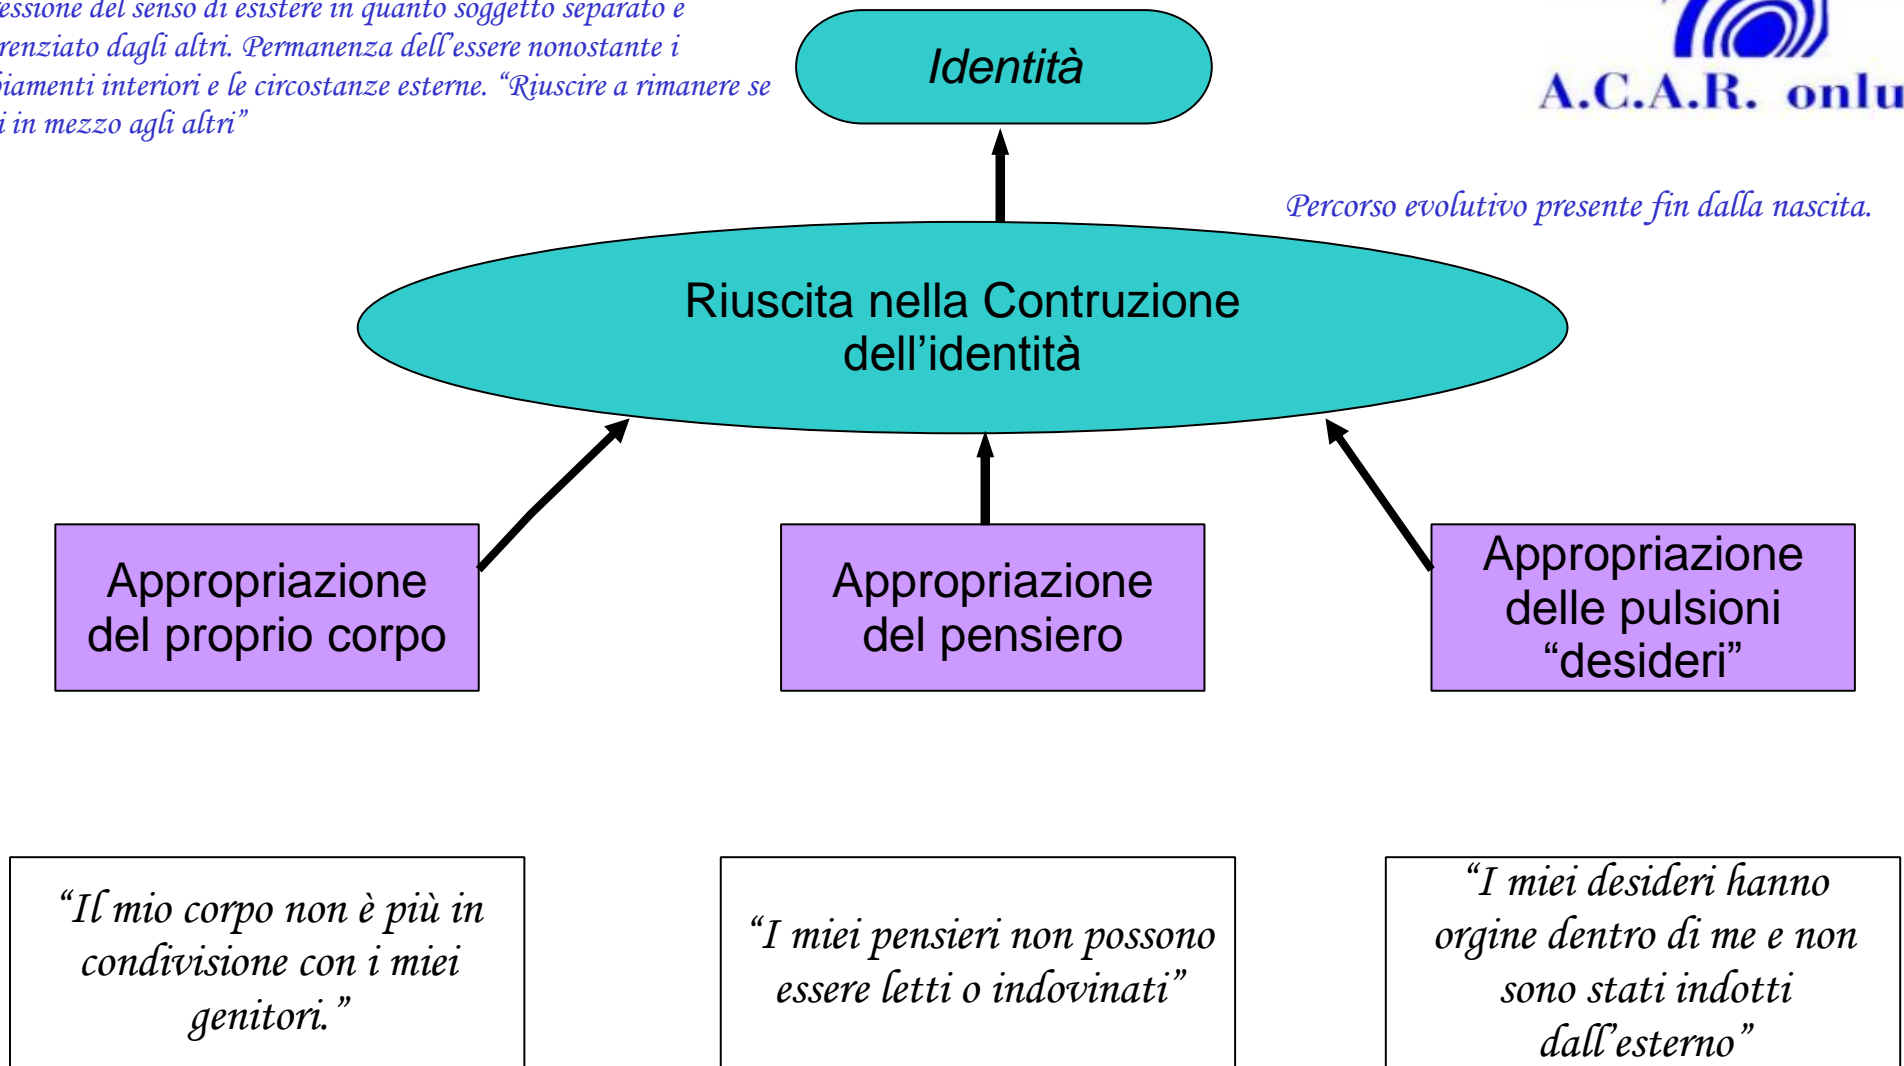 essione del senso di esistere in quanto soggetto separato e
renziato dagli altri. Permanenza dell’essere nonostante i
iamenti interiori e le circostanze esterne. “Riuscire a rimanere se
i in mezzo agli altri”
Identità
A.C.A.R. onlu
Percorso evolutivo presente fin dalla nascita.
Riuscita nella Contruzione
dell’identità
Appropriazione
del proprio corpo
Appropriazione
del pensiero
Appropriazione
delle pulsioni
“desideri”
“Il mio corpo non è più in
condivisione con i miei
genitori.”
“I miei pensieri non possono
essere letti o indovinati”
“I miei desideri hanno
orgine dentro di me e non
sono stati indotti
dall’esterno”